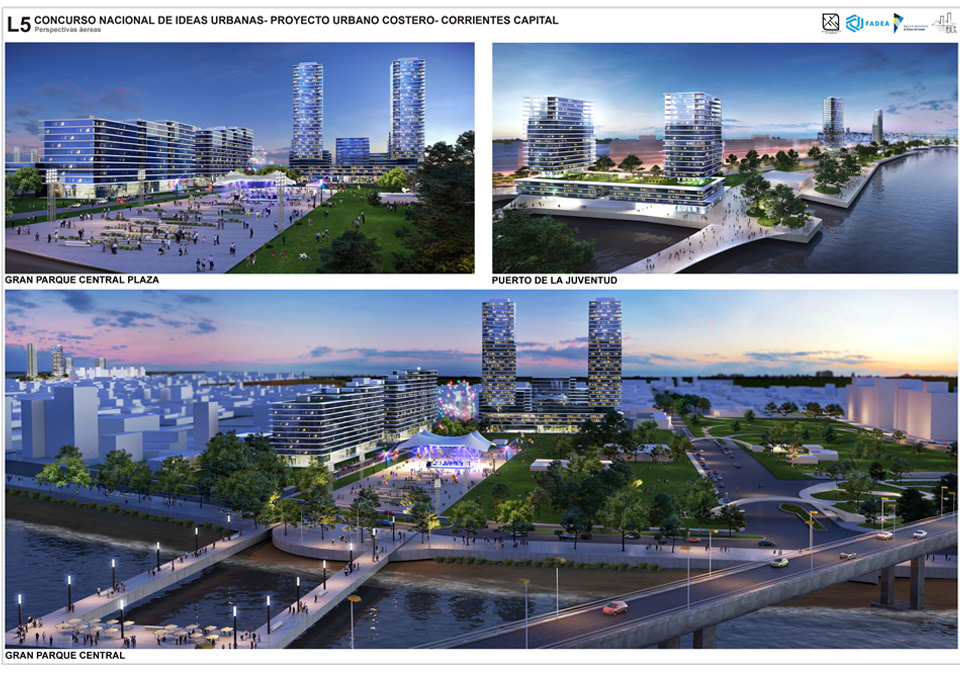 L5 CONCURSO NACIONAL DE IDEAS URBANAS- PROYECTO URBANO COSTERO- CORRIENTES CAPITAL
Perspectivas áereas
FADEA
GRAN PARQUE CENTRAL PLAZA
PUERTO DE LA JUVENTUD
GRAN PARQUE CENTRAL